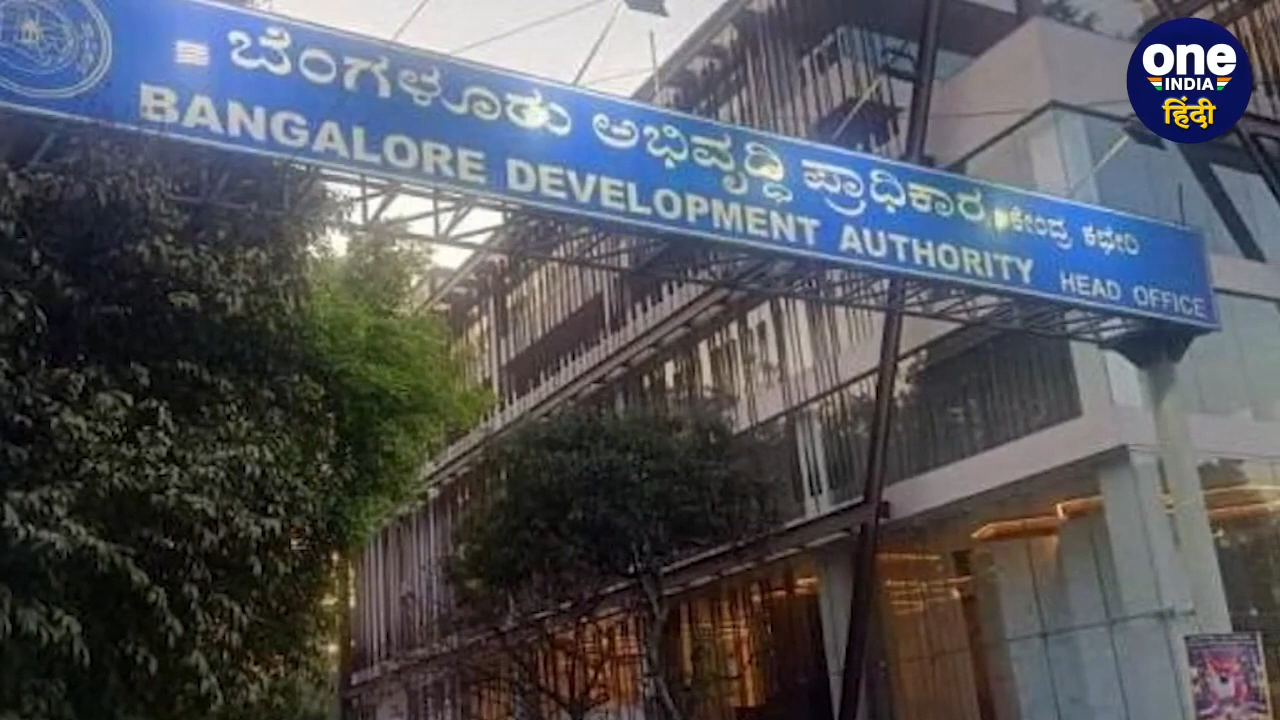 ಬೆಂಗಳೂರು ಅಭಿವೃದ್ಧಿ ಪ್ರಾಧಿಕಾರ, ಕೇಂದ್ರ ಕಛೇರಿ
BANGALORE DEVELOPMENT AUTHORITY HEAD OFFICE
one
INDIA
हिंदी